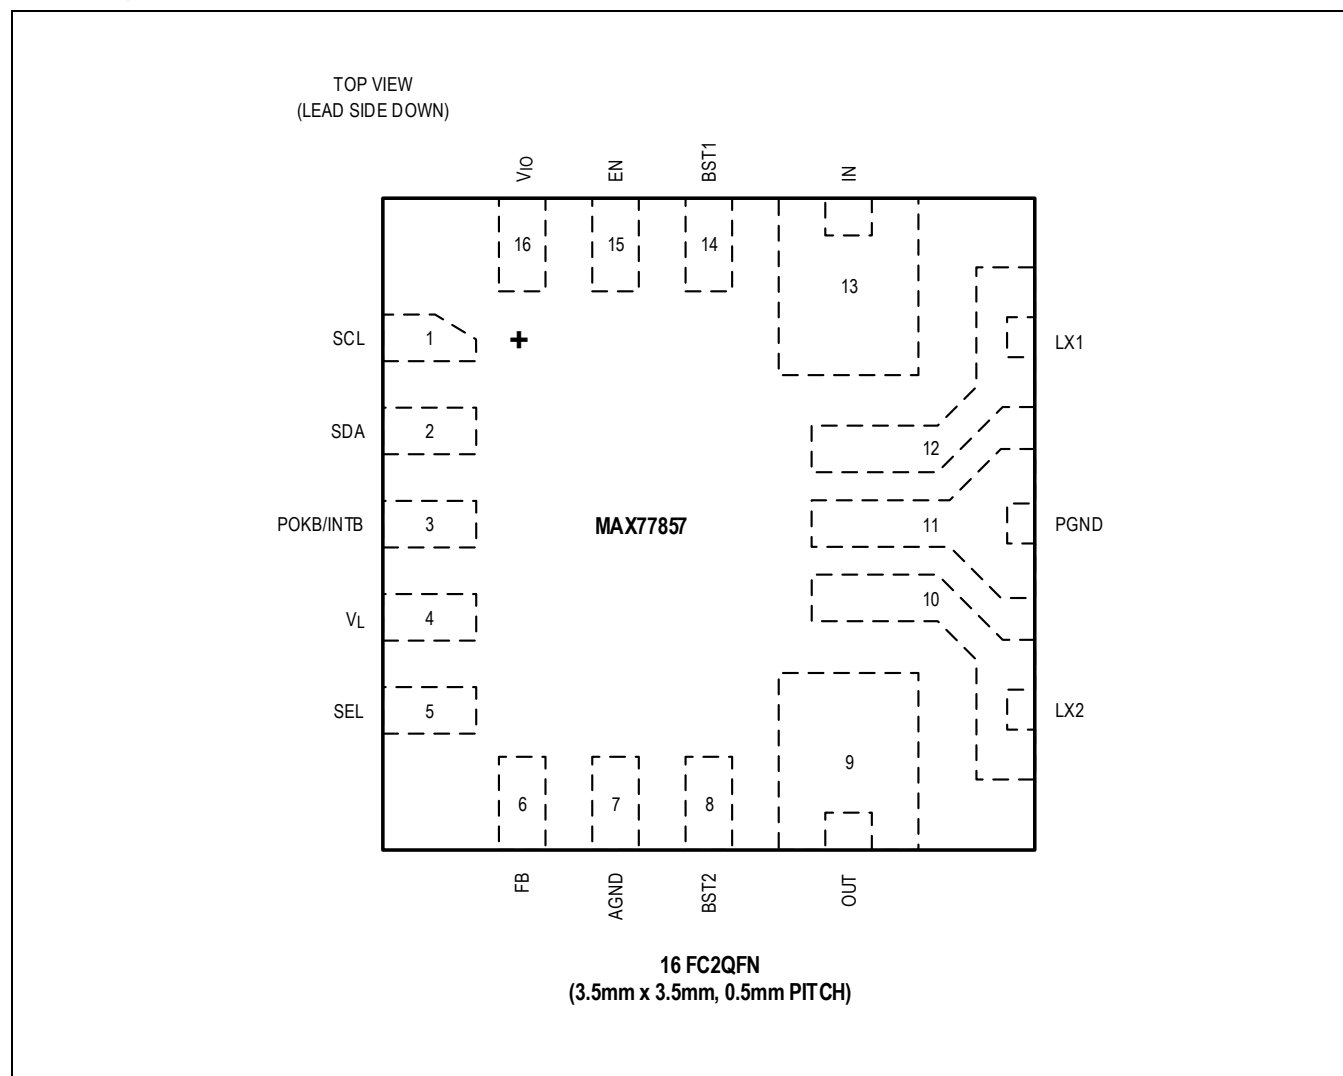 TOP VIEW
(LEAD SIDE DOWN)
VIO
EN
BST1
IN
16
15
14
13
SCL
1
+
LX1
SDA
2
12
POKB/INTB
3
MAX77857
11
PGND
VL
4
10
SEL
5
LX2
9
6
7
8
FB
AGND
BST2
OUT
16 FC2QFN
(3.5mm x 3.5mm, 0.5mm PITCH)